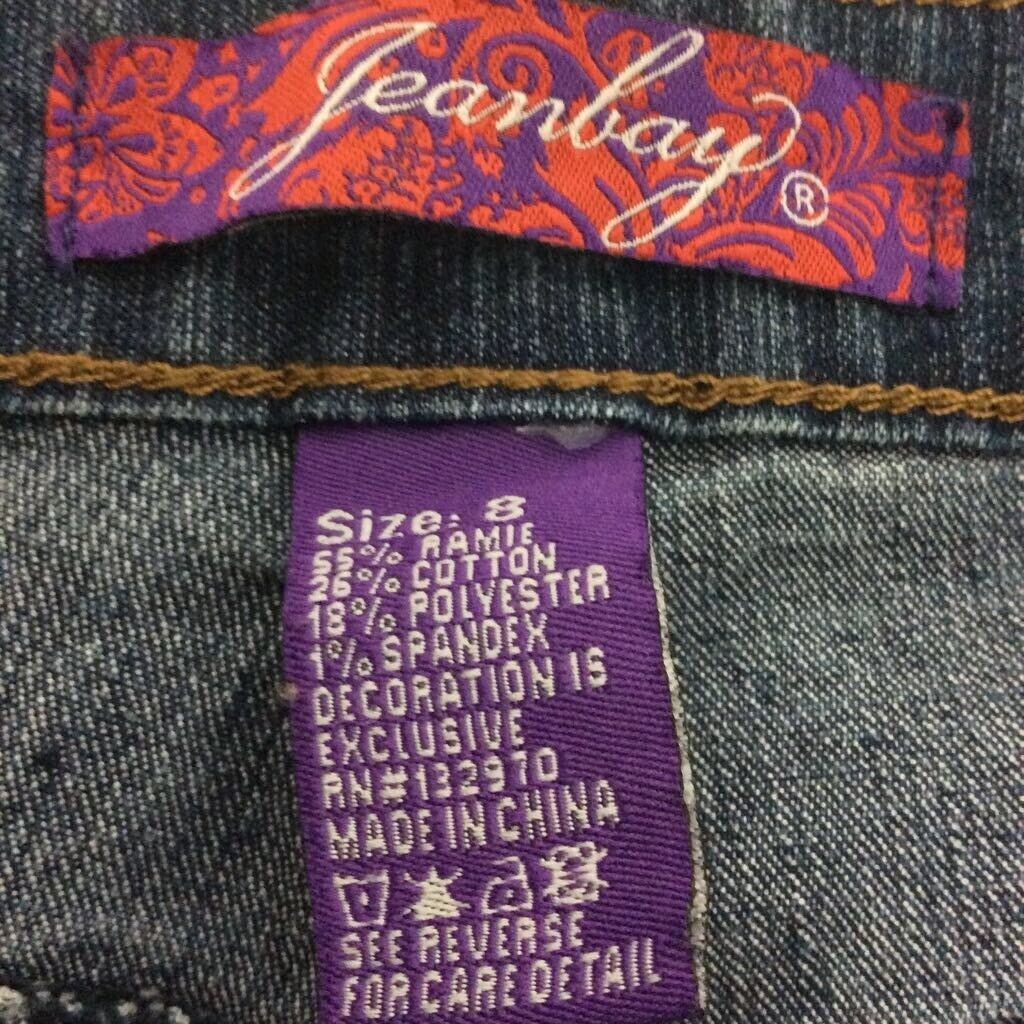 Jeanbay ®
Size: 8
55% RAMIE
26% COTTON
18% POLYESTER
1% SPANDEX
DECORATION IS
EXCLUSIVE
RN#132970
MADE IN CHINA
SEE REVERSE
FOR CARE DETAIL